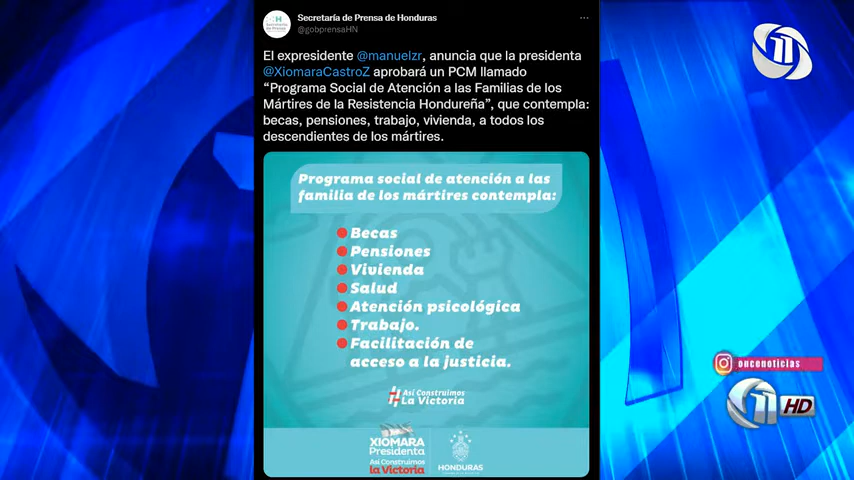 Secretaría de Prensa de Honduras
@gobprensaHN
El expresidente @manuelzr, anuncia que la presidenta
@XiomaraCastroZ aprobará un PCM llamado
“Programa Social de Atención a las Familias de los
Mártires de la Resistencia Hondureña”, que contempla:
becas, pensiones, trabajo, vivienda, a todos los
descendientes de los mártires.
Programa social de atención a las
familia de los mártires contempla:
Becas
Pensiones
Vivienda
Salud
Atención psicológica
Trabajo.
Facilitación de
acceso a la justicia.
#Así Construimos
La Victoria
XIOMARA
Presidenta
Así Construimos
la Victoria
HONDURAS
11
oncenoticias
11 HD